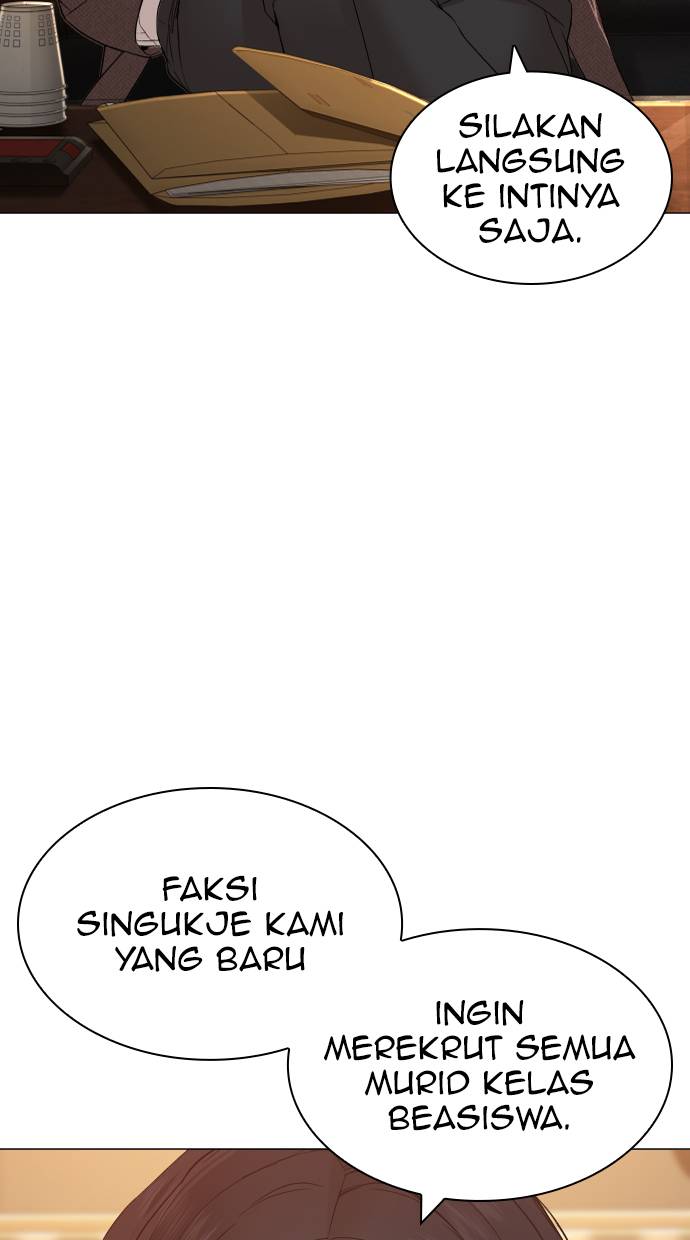 SILAKAN
LANGSUNG
KE INTINYA
SAJA.
FAKSI
SINGUKJE KAMI
YANG BARU
INGIN
MEREKRUT SEMUA
MURID KELAS
BEASISWA.